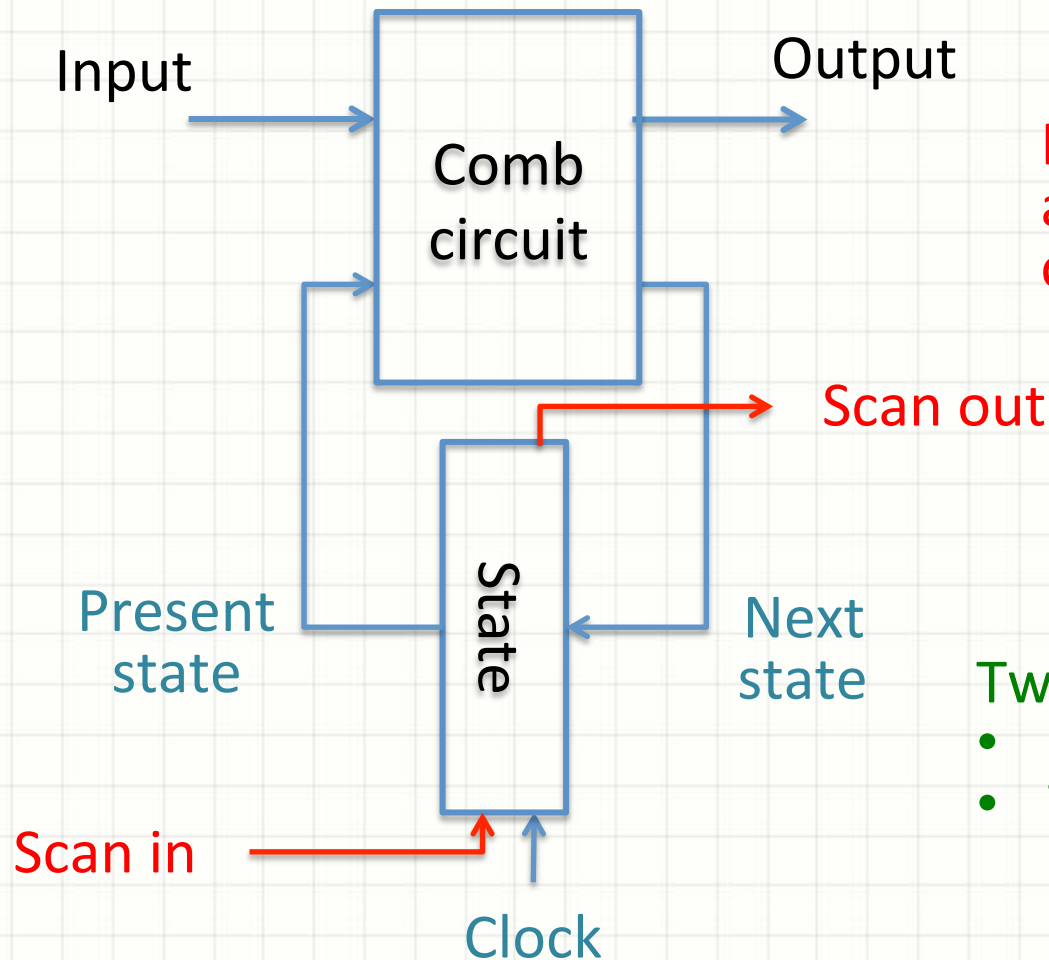 Input
Output
Comb
circuit
Scan out
State
Present
state
Next
state
Scan in
Clock